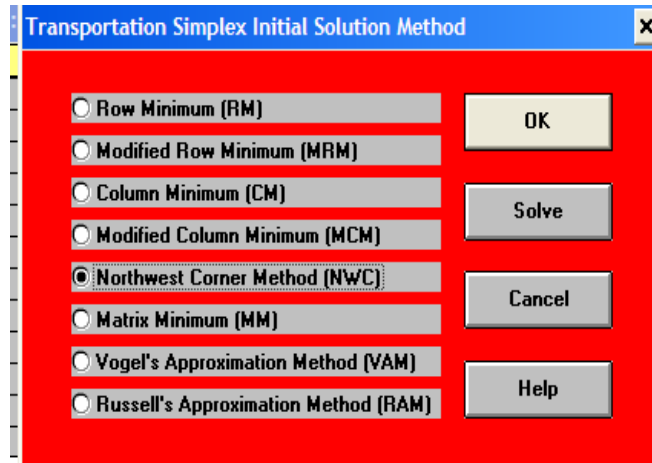 Transportation Simplex Initial Solution Method
Row Minimum (RM)
Modified Row Minimum (MRM)
Column Minimum (CM)
Modified Column Minimum (MCM)
Northwest Corner Method (NWC)
Matrix Minimum (MM)
Vogel's Approximation Method (VAM)
Russell's Approximation Method (RAM)
OK
Solve
Cancel
Help